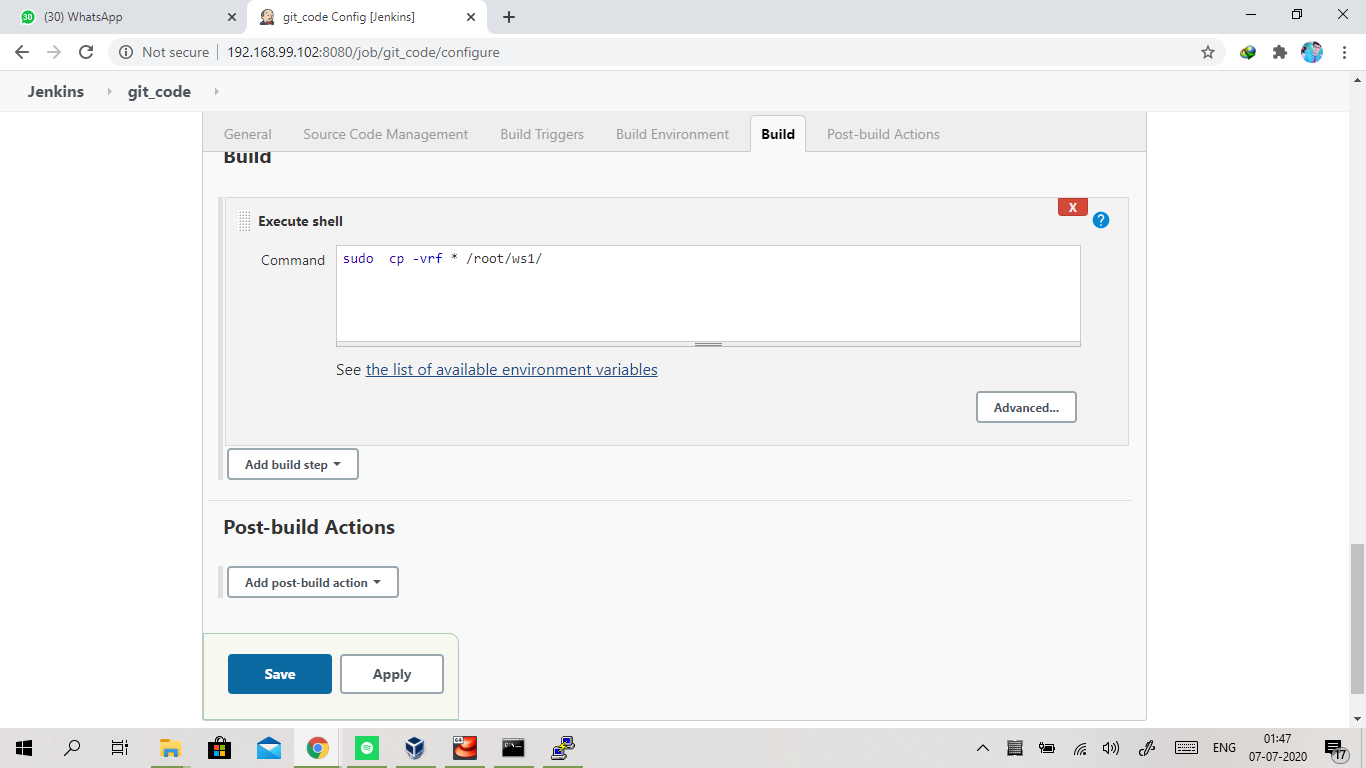 30 (30) WhatsApp
git_code Config [Jenkins]
Not secure 192.168.99.102:8080/job/git_code/configure
Jenkins git_code
General Source Code Management Build Triggers Build Environment Build Post-build Actions
Build
X
Execute shell ?
Command sudo  cp -vrf * /root/ws1/
See the list of available environment variables
Advanced...
Add build step
Post-build Actions
Add post-build action
Save Apply
ENG 01:47
07-07-2020 17